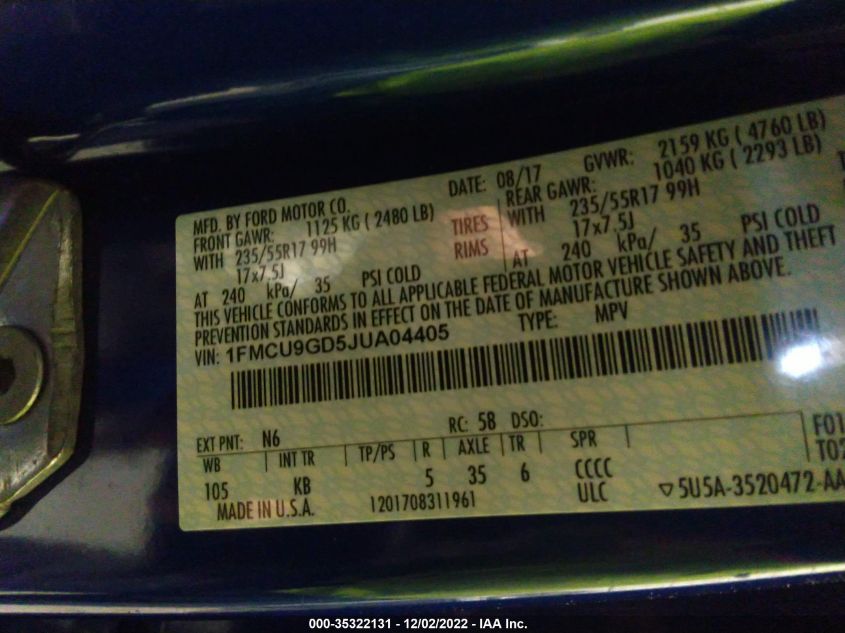 MFD. BY FORD MOTOR CO. DATE: 08/17 GVWR: 2159 KG ( 4760 LB)
FRONT GAWR: 1125 KG ( 2480 LB) REAR GAWR: 1040 KG ( 2293 LB)
WITH 235/55R17 99H TIRES WITH 235/55R17 99H
17x7.5J RIMS 17x7.5J
AT 240 kPa/ 35 PSI COLD AT 240 kPa/ 35 PSI COLD
THIS VEHICLE CONFORMS TO ALL APPLICABLE FEDERAL MOTOR VEHICLE SAFETY AND THEFT
PREVENTION STANDARDS IN EFFECT ON THE DATE OF MANUFACTURE SHOWN ABOVE.
VIN: 1FMCU9GD5JUA04405 TYPE: MPV
EXT PNT: N6 RC: 58 DSO: F01
WB INT TR TP/PS R AXLE TR SPR T02
105 KB 5 35 6 CCCC
MADE IN U.S.A. 1201708311961 ULC 5U5A-3520472-AA
000-35322131 - 12/02/2022 - IAA Inc.